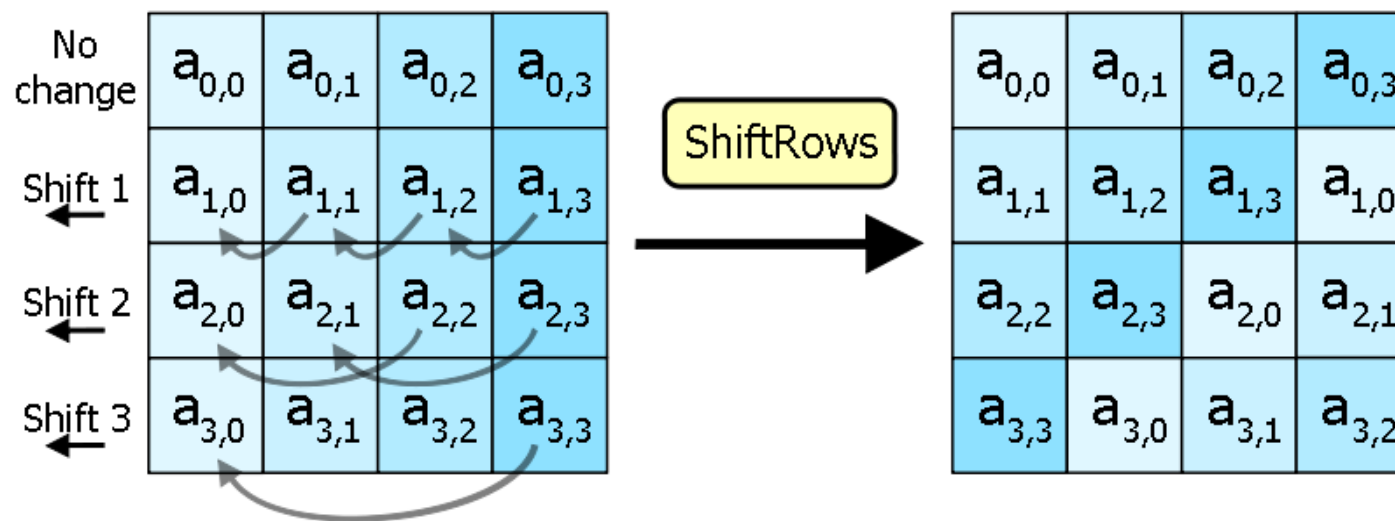 No
change
a0,0 a0,1 a0,2 a0,3
Shift 1
a1,0 a1,1 a1,2 a1,3
Shift 2
a2,0 a2,1 a2,2 a2,3
Shift 3
a3,0 a3,1 a3,2 a3,3
ShiftRows
a0,0 a0,1 a0,2 a0,3
a1,1 a1,2 a1,3 a1,0
a2,2 a2,3 a2,0 a2,1
a3,3 a3,0 a3,1 a3,2